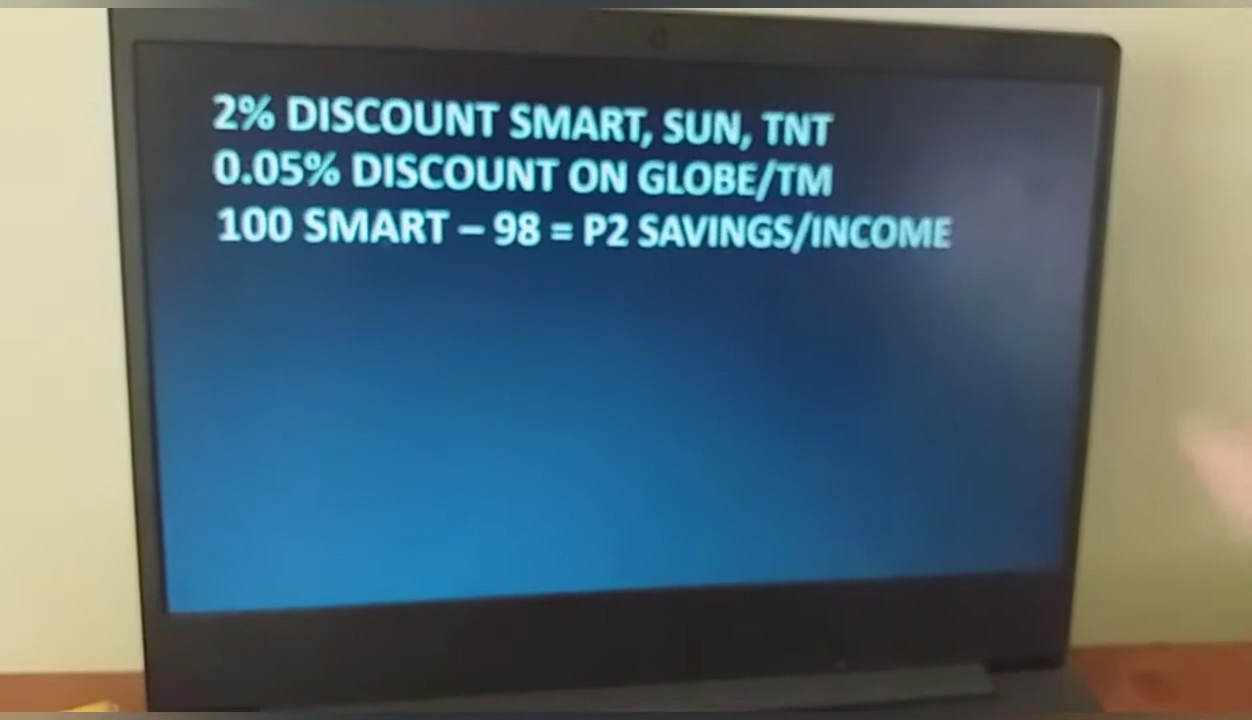 2% DISCOUNT SMART, SUN, TNT
0.05% DISCOUNT ON GLOBE/TM
100 SMART – 98 = P2 SAVINGS/INCOME